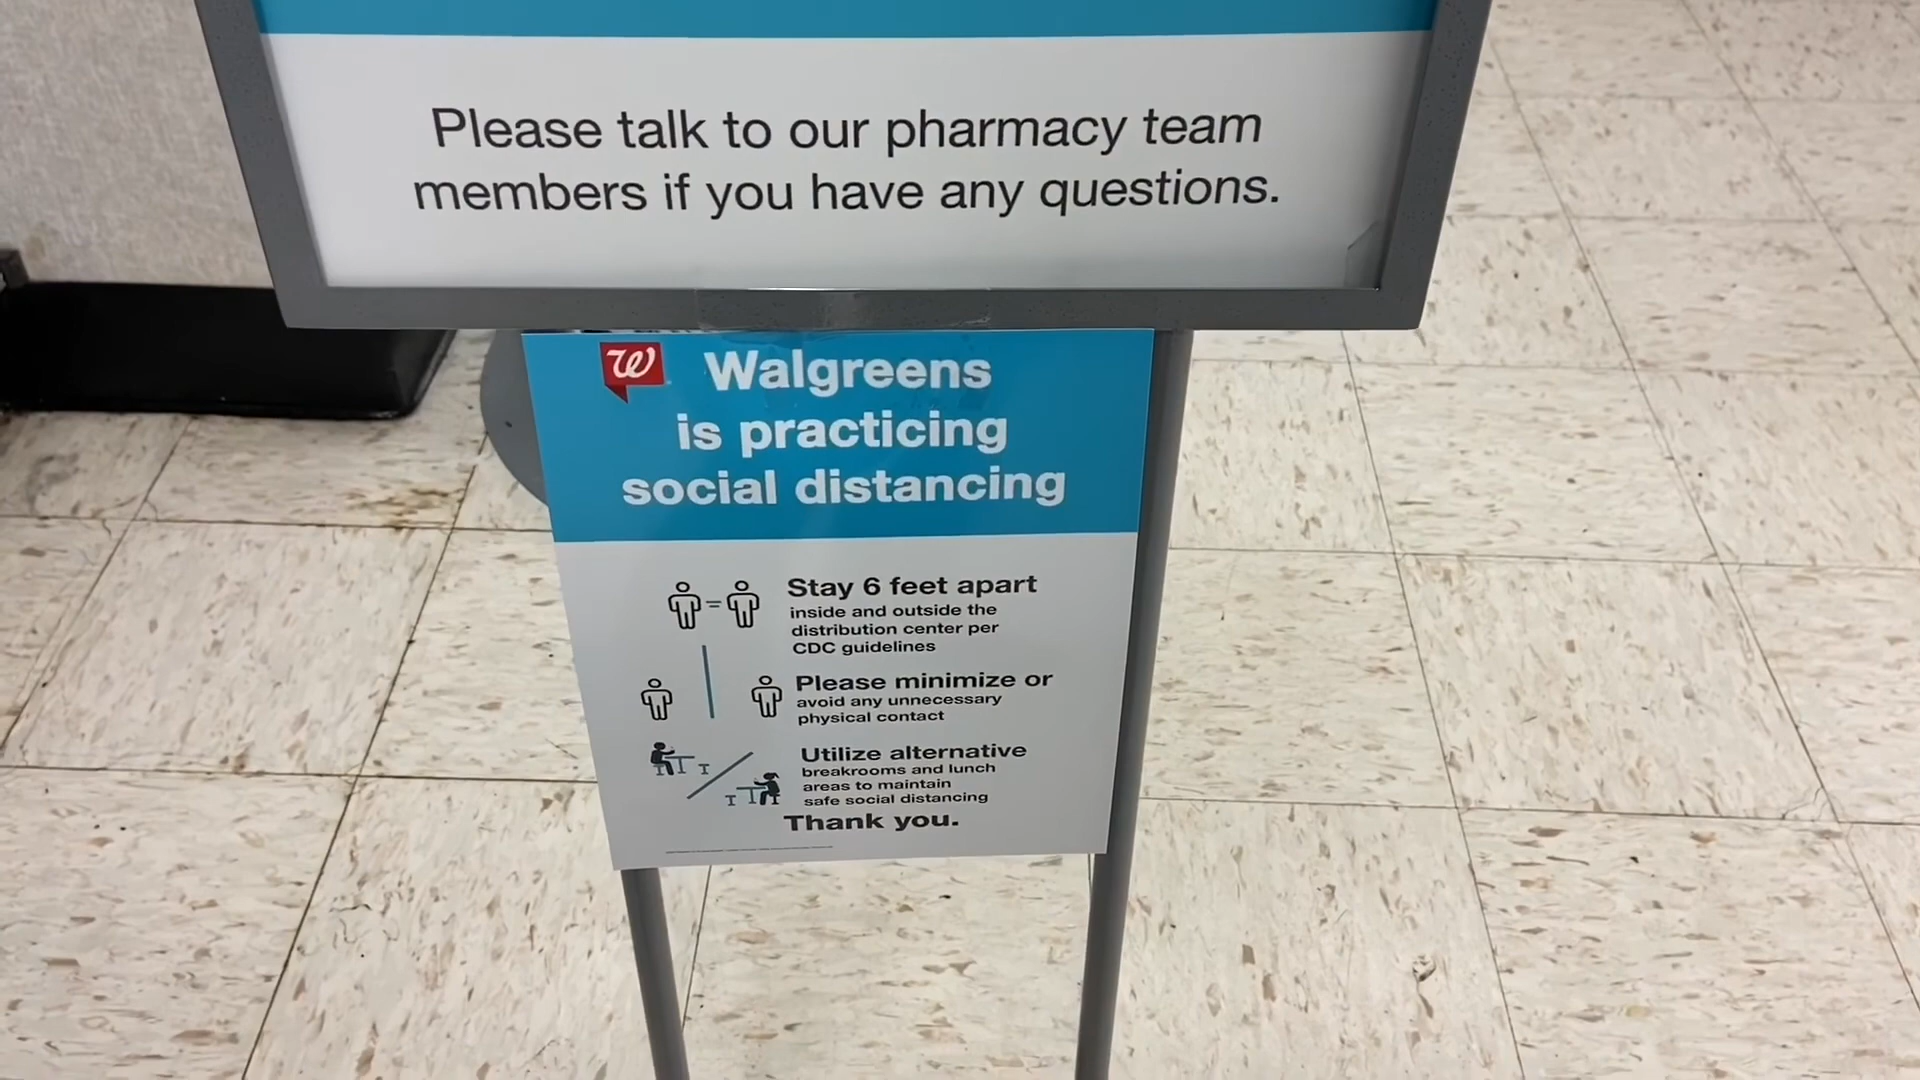 Please talk to our pharmacy team
members if you have any questions.
W Walgreens
is practicing
social distancing
Stay 6 feet apart
inside and outside the
distribution center per
CDC guidelines
Please minimize or
avoid any unnecessary
physical contact
Utilize alternative
breakrooms and lunch
areas to maintain
safe social distancing
Thank you.